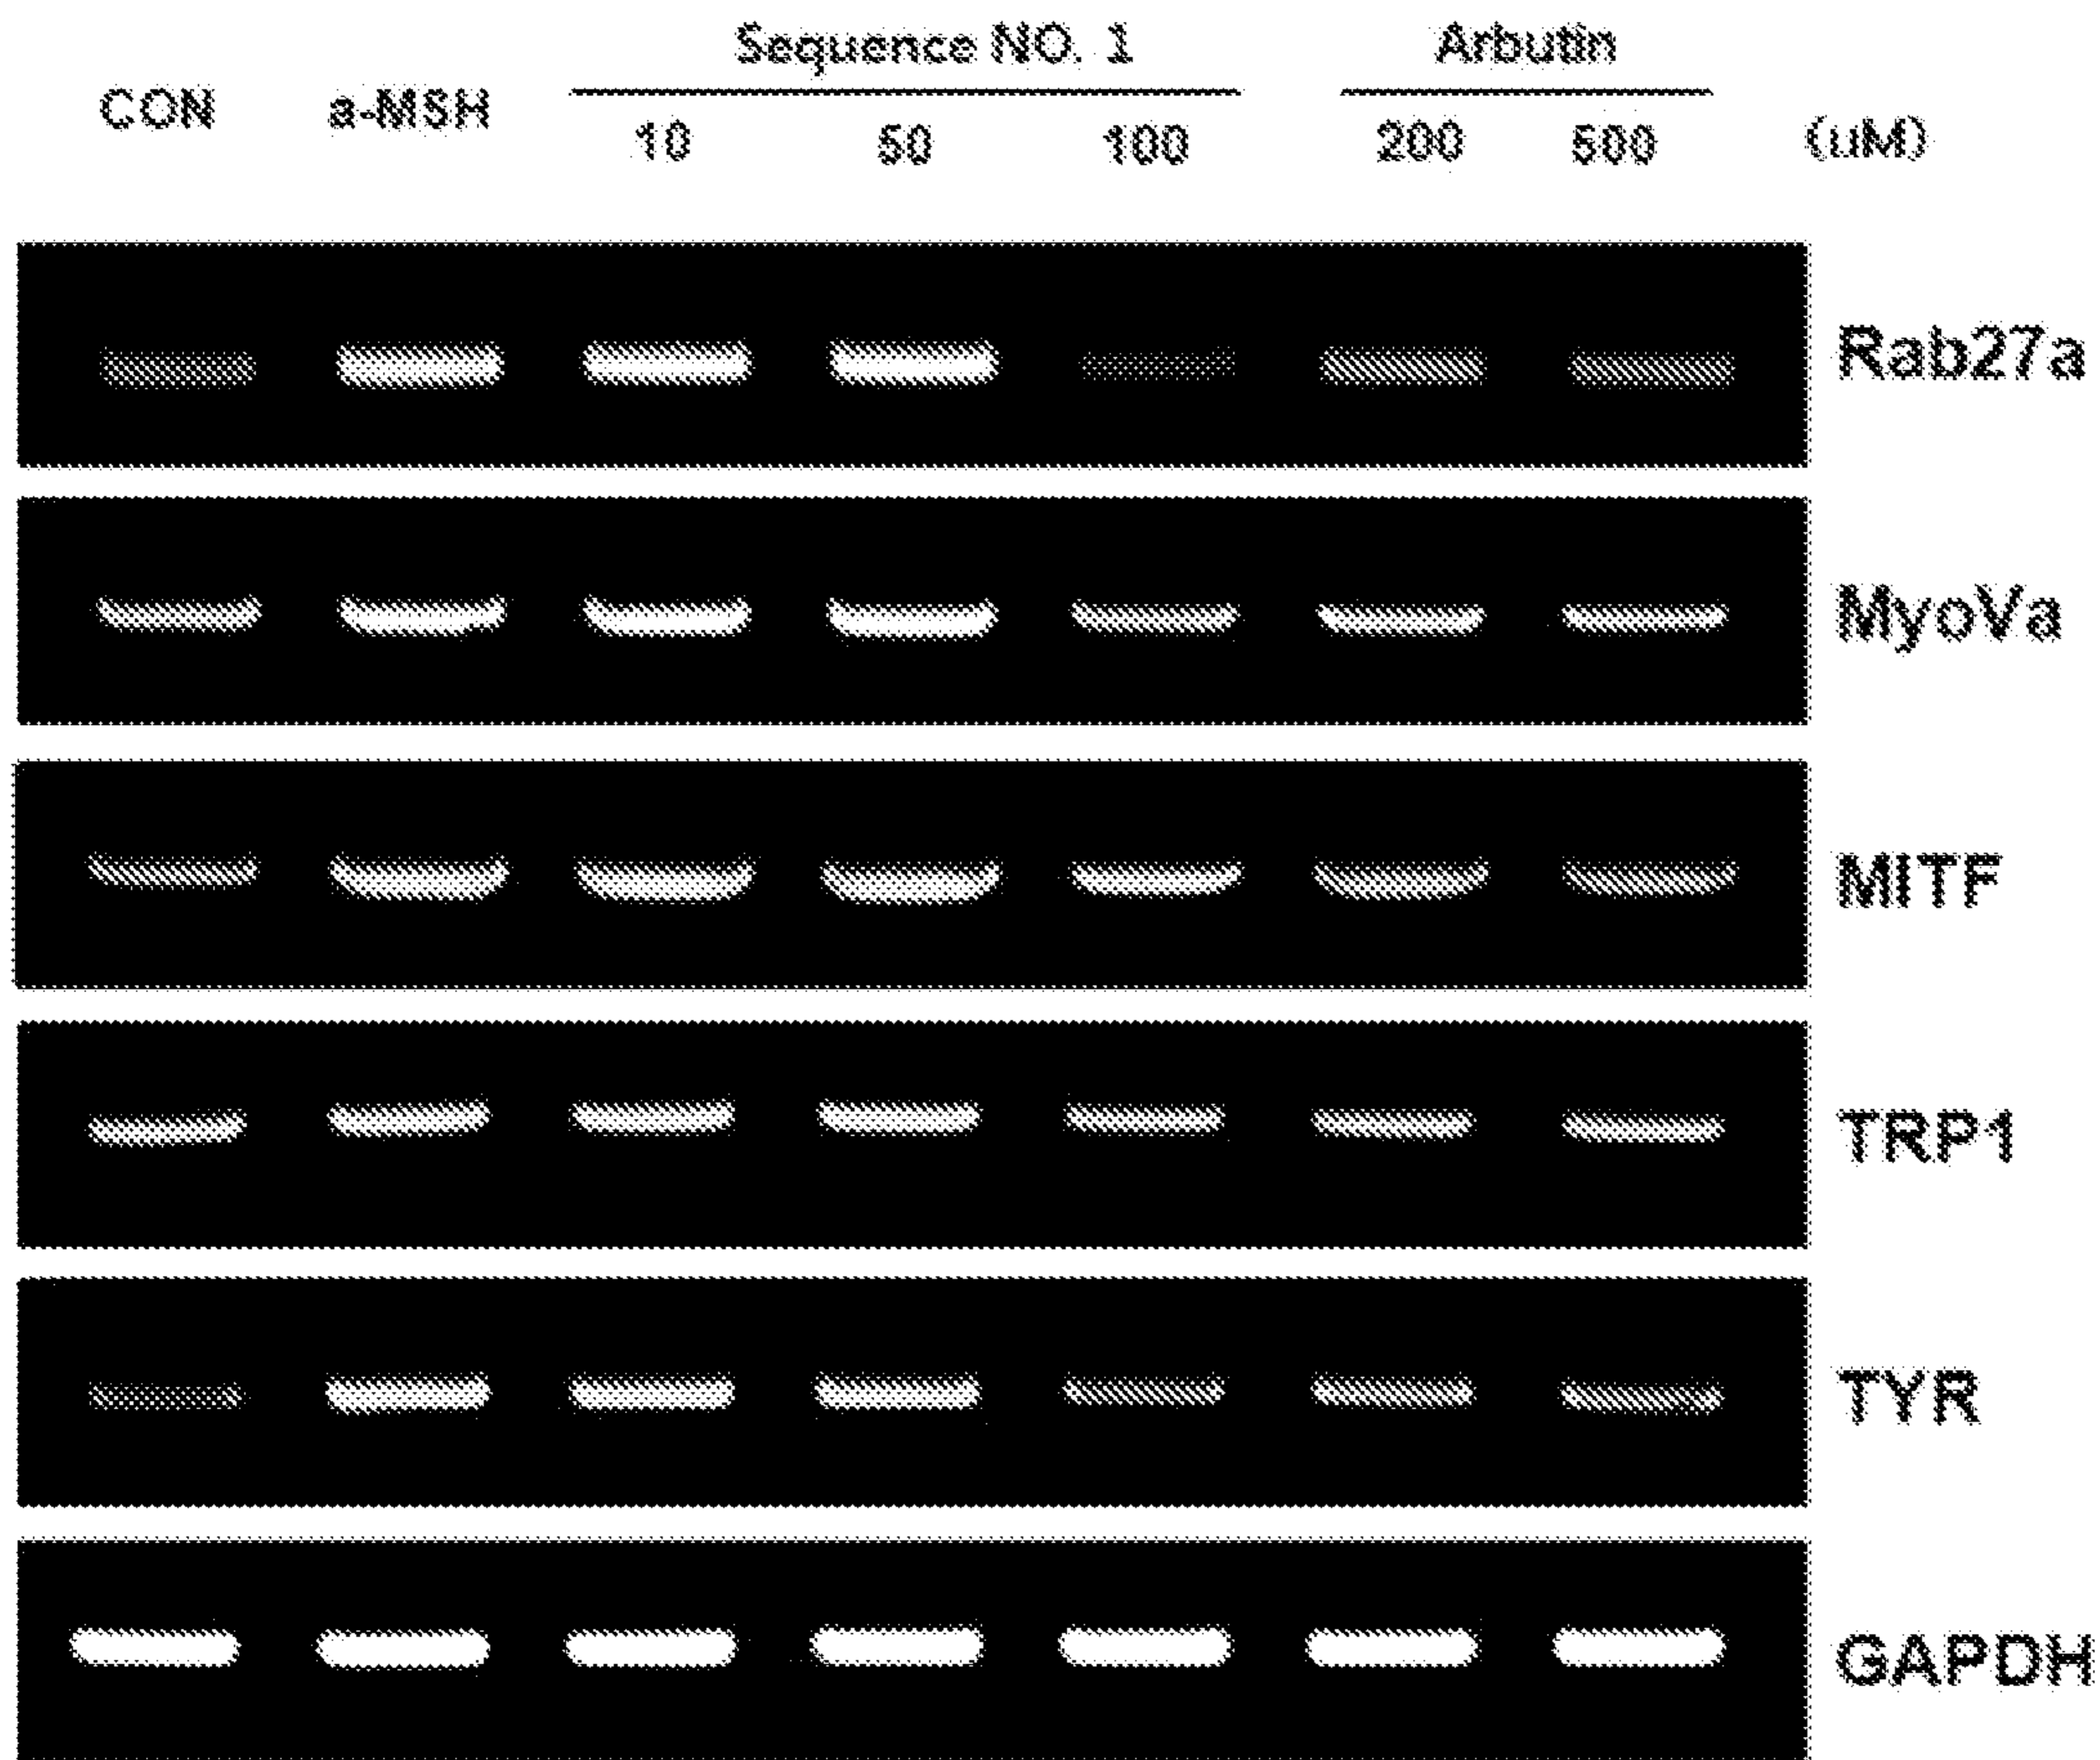 Sequence NO. 1 Arbutin
CON a-MSH 10 50 100 200 500 (uM)
Rab27a
MyoVa
MITF
TRP1
TYR
GAPDH